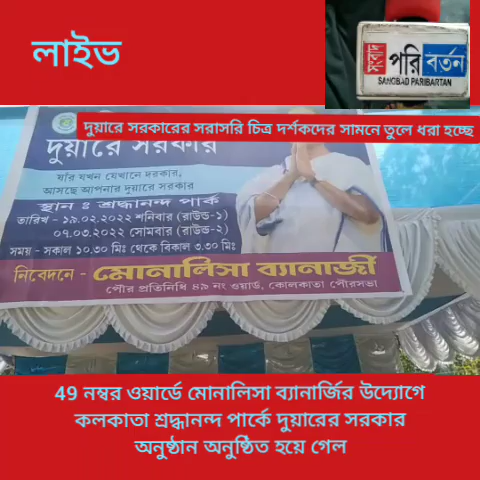 লাইভ
সংবাদ পরিবর্তন
SANGBAD PARIBARTAN
দুয়ারে সরকারের সরাসরি চিত্র দর্শকদের সামনে তুলে ধরা হচ্ছে
দুয়ারে সরকার
যার যখন যেখানে দরকার,
আসছে আপনার দুয়ারে সরকার
স্থান : শ্রদ্ধানন্দ পার্ক
তারিখ - ১৯.০২.২০২২ শনিবার (রাউন্ড-১)
০৭.০৩.২০২২ সোমবার (রাউন্ড-২)
সময় - সকাল ১০.৩০ মিঃ থেকে বিকাল ৩.৩০ মিঃ
নিবেদনে - মোনালিসা ব্যানার্জী
পৌর প্রতিনিধি ৪৯ নং ওয়ার্ড, কোলকাতা পৌরসভা
49 নম্বর ওয়ার্ডে মোনালিসা ব্যানার্জির উদ্যোগে
কলকাতা শ্রদ্ধানন্দ পার্কে দুয়ারের সরকার
অনুষ্ঠান অনুষ্ঠিত হয়ে গেল